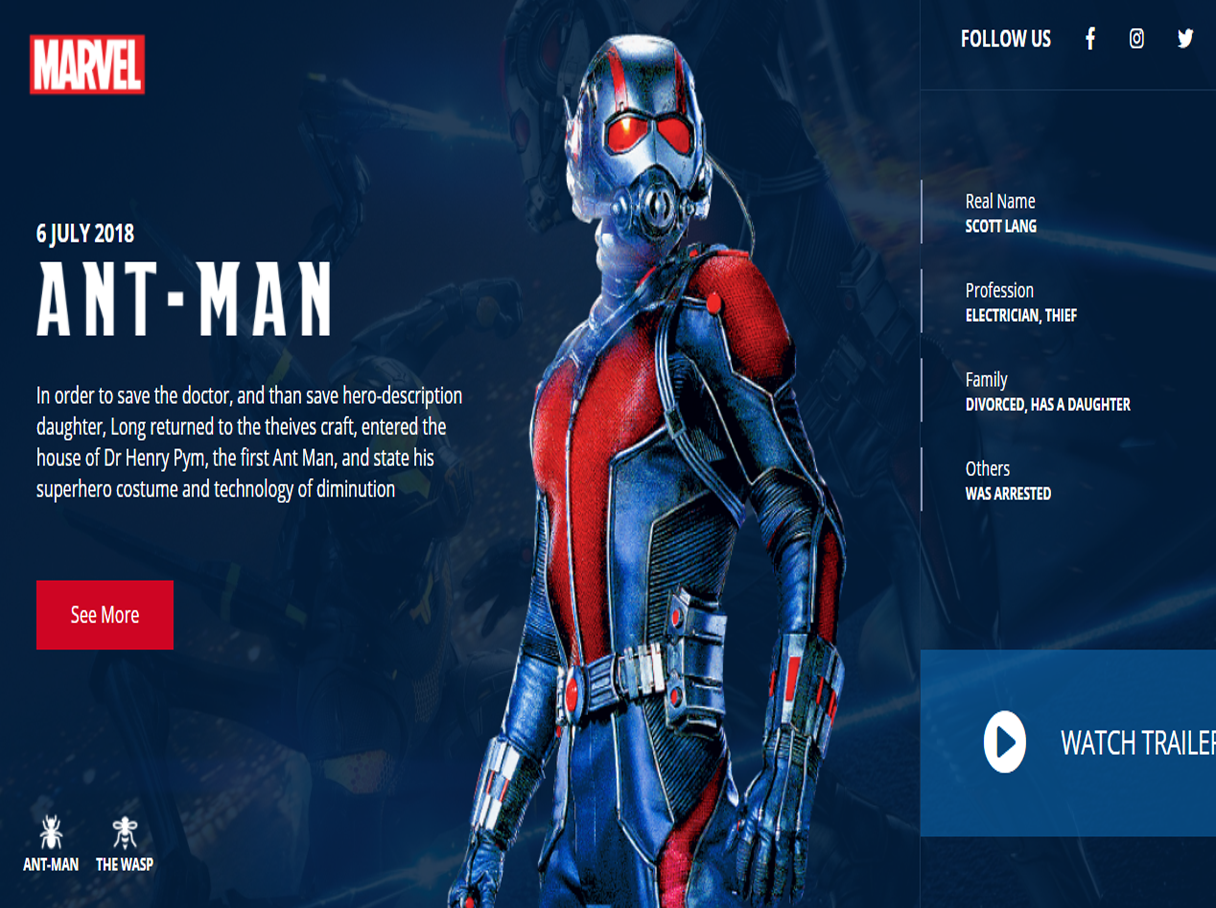 MARVEL
FOLLOW US
6 JULY 2018
ANT-MAN
In order to save the doctor, and than save hero-description
daughter, Long returned to the theives craft, entered the
house of Dr Henry Pym, the first Ant Man, and state his
superhero costume and technology of diminution
See More
ANT-MAN
THE WASP
Real Name
SCOTT LANG
Profession
ELECTRICIAN, THIEF
Family
DIVORCED, HAS A DAUGHTER
Others
WAS ARRESTED
WATCH TRAILER